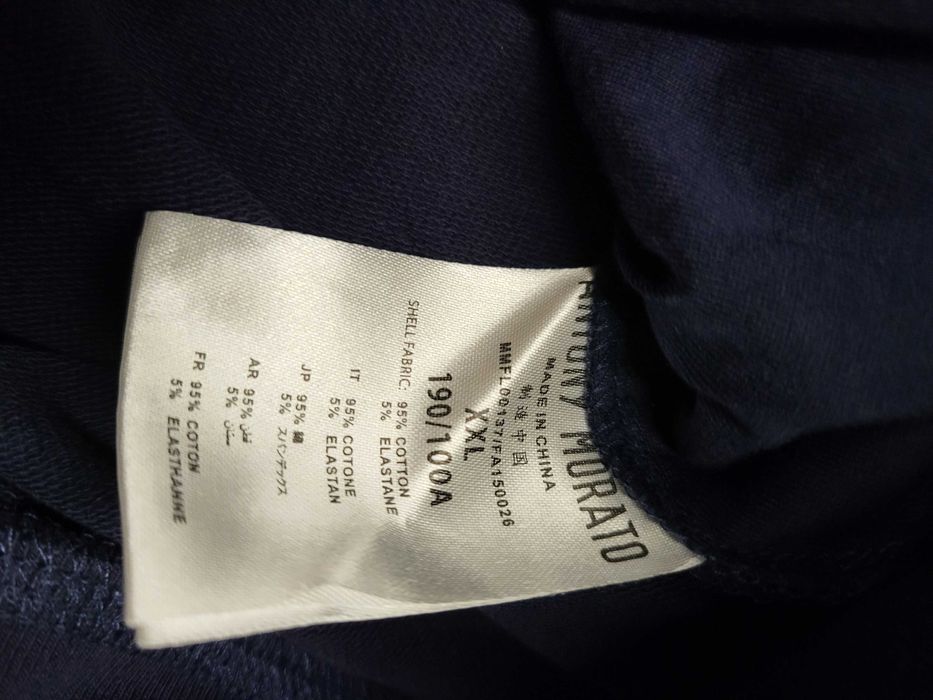 ANTONY MORATO
MADE IN CHINA
制造中国
MMFL00137/FA150026
XXL
190/100A
SHELL FABRIC: 95% COTTON
5% ELASTANE
IT 95% COTONE
5% ELASTAN
JP 95% 綿
5% スパンデックス
AR 95% قطن
5%
FR 95% COTON
5% ELASTHANNE